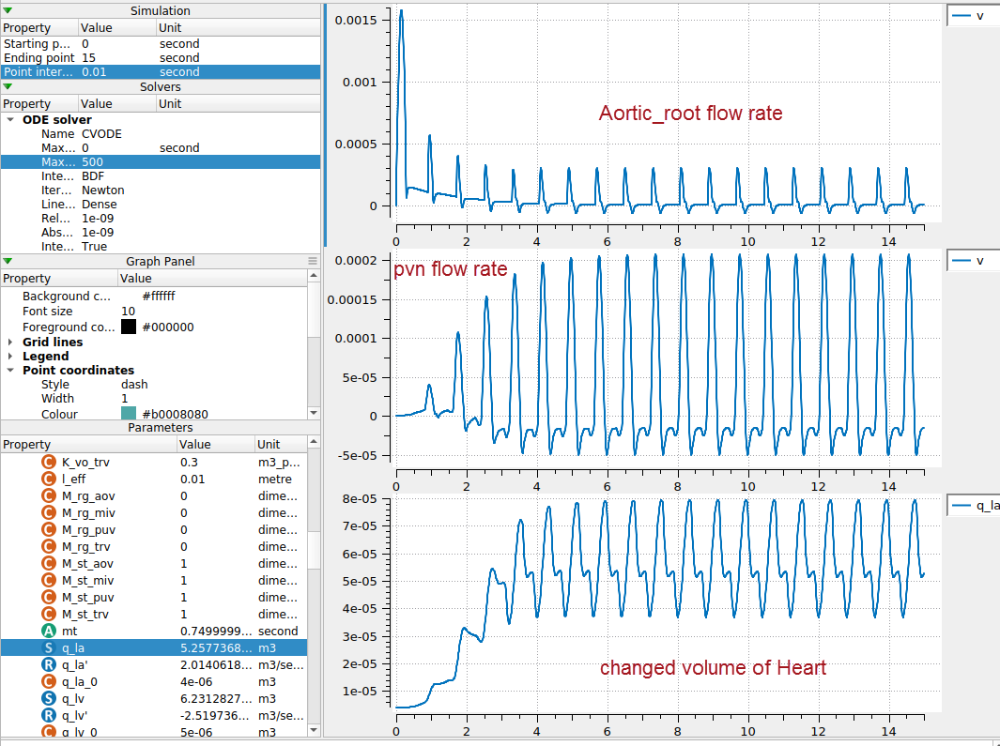 Simulation
Property Value Unit
Starting p... 0 second
Ending point 15 second
Point inter... 0.01 second
Solvers
Property Value Unit
ODE solver
Name CVODE
Max... 0 second
Max... 500
Inte... BDF
Iter... Newton
Line... Dense
Rel... 1e-09
Abs... 1e-09
Inte... True
Graph Panel
Property Value
Background c... #ffffff
Font size 10
Foreground co... #000000
Grid lines
Legend
Point coordinates
Style dash
Width 1
Colour #b0008080
Parameters
Property Value Unit
C K_vo_trv 0.3 m3_p...
C l_eff 0.01 metre
C M_rg_aov 0 dime...
C M_rg_miv 0 dime...
C M_rg_puv 0 dime...
C M_rg_trv 0 dime...
C M_st_aov 1 dime...
C M_st_miv 1 dime...
C M_st_puv 1 dime...
C M_st_trv 1 dime...
A mt 0.7499999... second
S q_la 5.2577368... m3
R q_la' 2.0140618... m3/se...
C q_la_0 4e-06 m3
S q_lv 6.2312827... m3
R q_lv' -2.519736... m3/se...
C q_lv_0 5e-06 m3
0.0015
0.001
0.0005
0
Aortic_root flow rate
v
0 2 4 6 8 10 12 14
0.0002
0.00015
0.0001
5e-05
0
-5e-05
pvn flow rate
v
0 2 4 6 8 10 12 14
8e-05
7e-05
6e-05
5e-05
4e-05
3e-05
2e-05
1e-05
changed volume of Heart
q_la
0 2 4 6 8 10 12 14